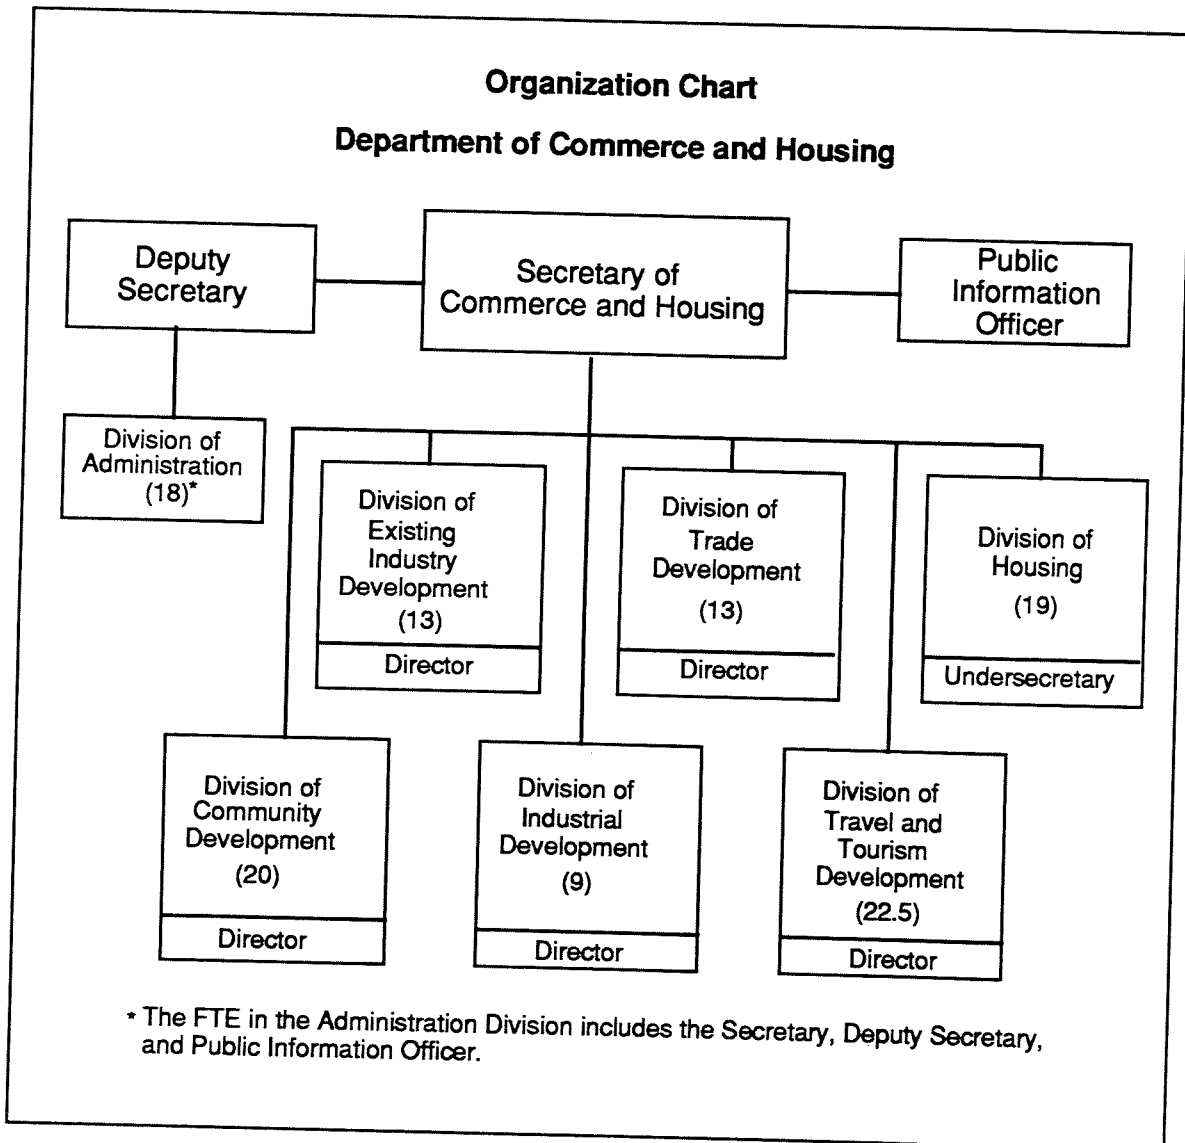 Organization Chart
Department of Commerce and Housing
Deputy
Secretary
Secretary of
Commerce and Housing
Public
Information
Officer
Division of
Administration
(18)*
Division of
Existing
Industry
Development
(13)
Director
Division of
Trade
Development
(13)
Director
Division of
Housing
(19)
Undersecretary
Division of
Community
Development
(20)
Director
Division of
Industrial
Development
(9)
Director
Division of
Travel and
Tourism
Development
(22.5)
Director
* The FTE in the Administration Division includes the Secretary, Deputy Secretary,
and Public Information Officer.